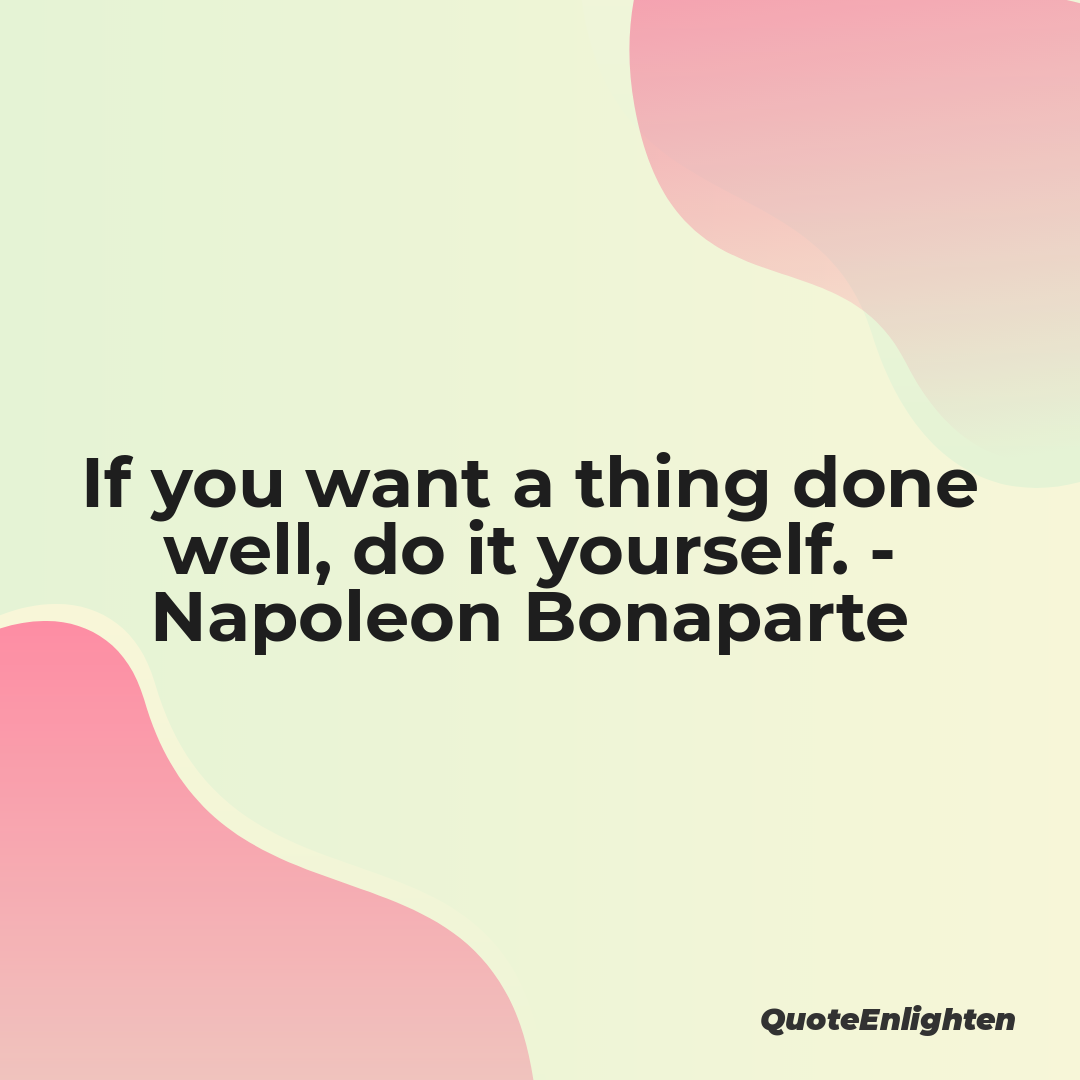 If you want a thing done
well, do it yourself. -
Napoleon Bonaparte
QuoteEnlighten